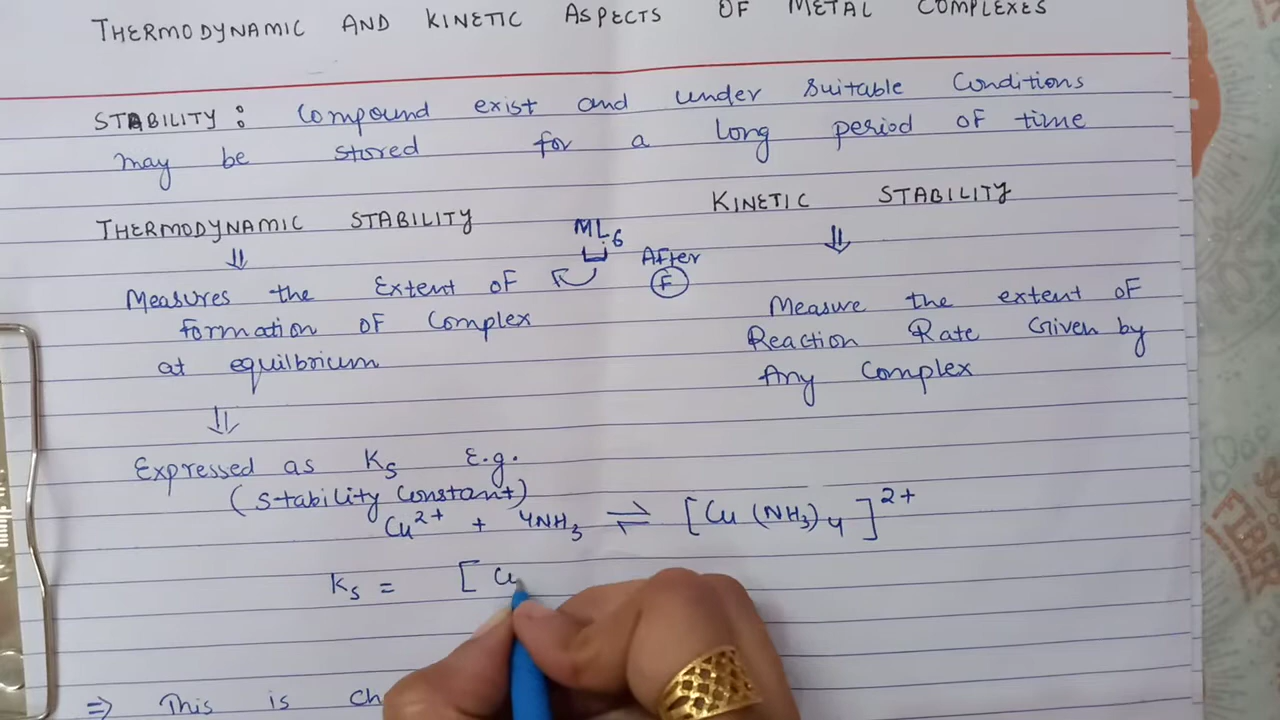 THERMODYNAMIC AND KINETIC ASPECTS OF METAL COMPLEXES
STABILITY : Compound exist and under suitable Conditions
may be stored for a long period of time
THERMODYNAMIC STABILITY
⇓
ML6
Measures the Extent of
formation of Complex
at equilbrium
⇓
Expressed as Ks E.g.
(Stability Constant)
After
F
KINETIC STABILITY
⇓
Measure the extent of
Reaction Rate Given by
Any Complex
Cu2+ + 4NH3 ⇌ [Cu (NH3)4]2+
Ks = [ Cu
⇒ This is ch
FIBER